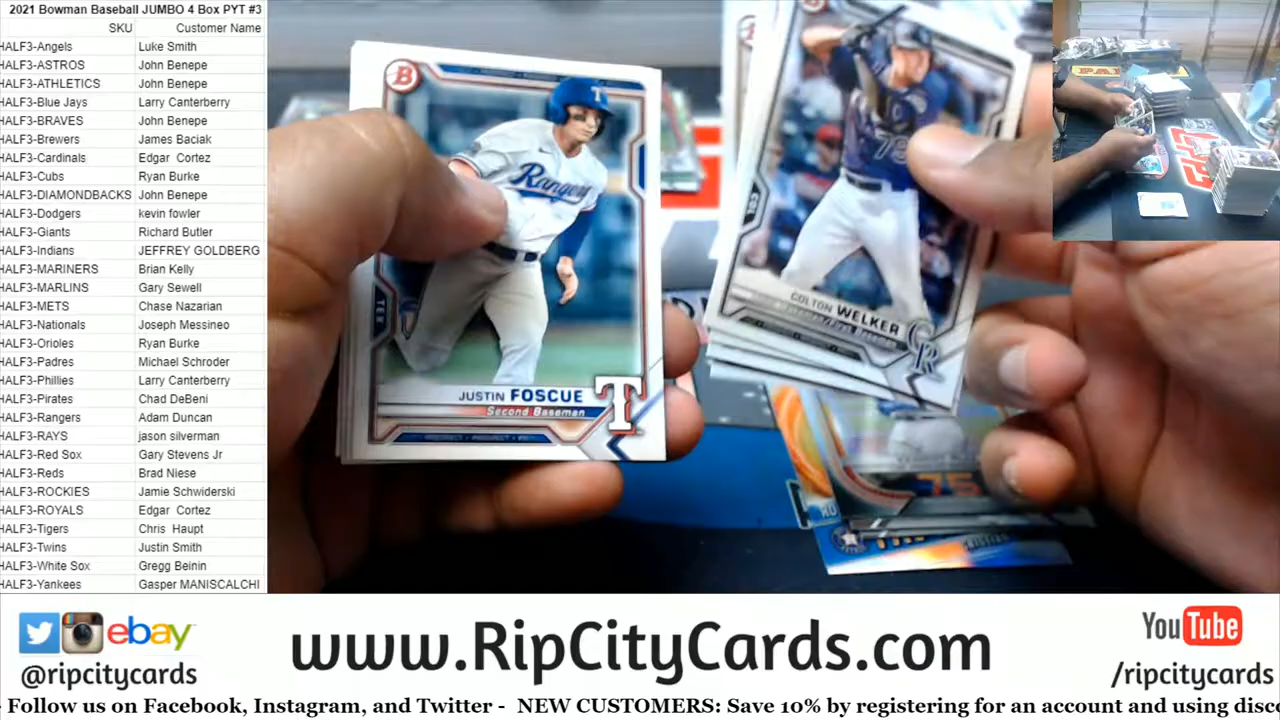 2021 Bowman Baseball JUMBO 4 Box PYT #3
SKU Customer Name
HALF3-Angels Luke Smith
HALF3-ASTROS John Benepe
HALF3-ATHLETICS John Benepe
HALF3-Blue Jays Larry Canterberry
HALF3-BRAVES John Benepe
HALF3-Brewers James Baciak
HALF3-Cardinals Edgar Cortez
HALF3-Cubs Ryan Burke
HALF3-DIAMONDBACKS John Benepe
HALF3-Dodgers kevin fowler
HALF3-Giants Richard Butler
HALF3-Indians JEFFREY GOLDBERG
HALF3-MARINERS Brian Kelly
HALF3-MARLINS Gary Sewell
HALF3-METS Chase Nazarian
HALF3-Nationals Joseph Messineo
HALF3-Orioles Ryan Burke
HALF3-Padres Michael Schroder
HALF3-Phillies Larry Canterberry
HALF3-Pirates Chad DeBeni
HALF3-Rangers Adam Duncan
HALF3-RAYS jason silverman
HALF3-Red Sox Gary Stevens Jr
HALF3-Reds Brad Niese
HALF3-ROCKIES Jamie Schwiderski
HALF3-ROYALS Edgar Cortez
HALF3-Tigers Chris Haupt
HALF3-Twins Justin Smith
HALF3-White Sox Gregg Beinin
HALF3-Yankees Gasper MANISCALCHI
B
T
Rangers
TEX
JUSTIN FOSCUE
Second Baseman
T
COLTON WELKER
CR
75
ebay
@ripcitycards
www.RipCityCards.com
YouTube
/ripcitycards
Follow us on Facebook, Instagram, and Twitter - NEW CUSTOMERS: Save 10% by registering for an account and using disc